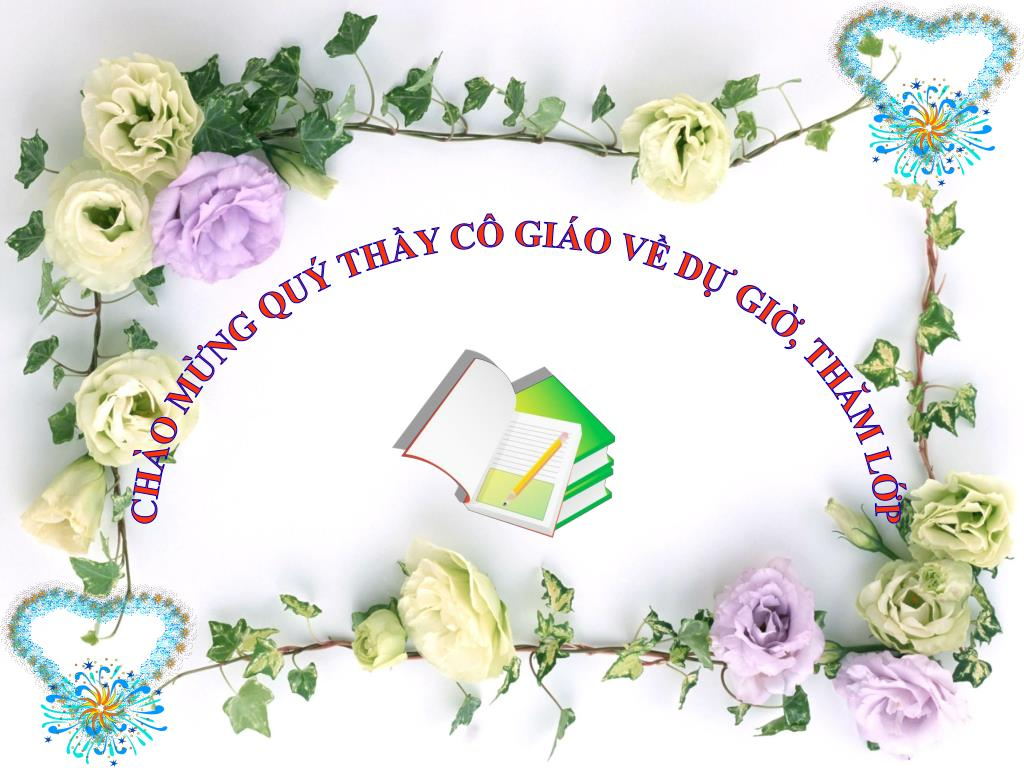 CHÀO MỪNG QUÝ THẦY CÔ GIÁO VỀ DỰ GIỜ, THĂM LỚP